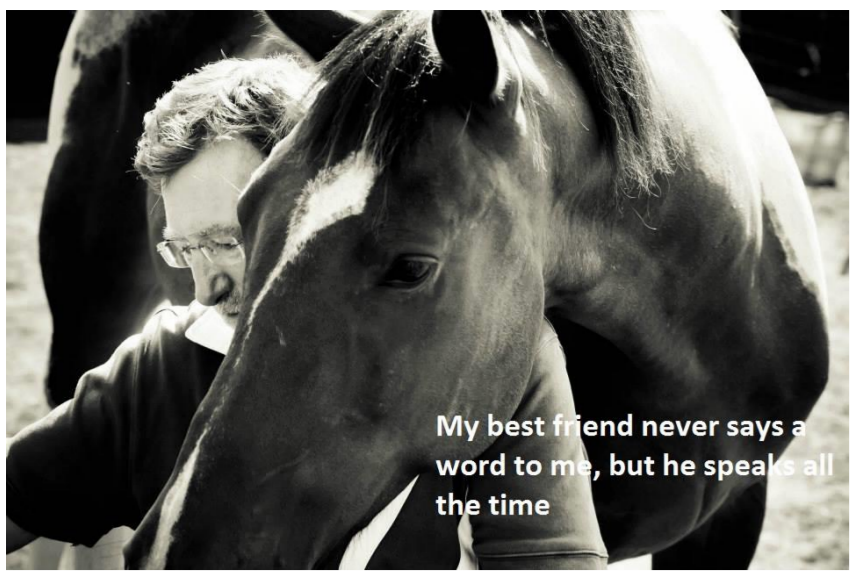 My best friend never says a
word to me, but he speaks all
the time